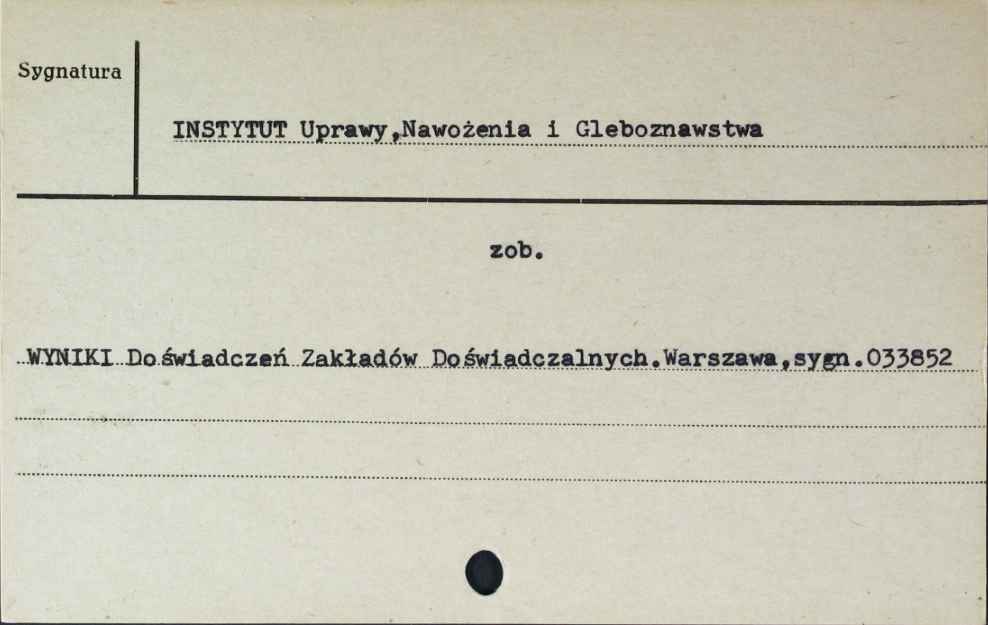 Sygnatura
INSTYTUT Uprawy,Nawożenia i Gleboznawstwa
zob.
WYNIKI Doświadczeń Zakładów Doświadczalnych.Warszawa,sygn.033852